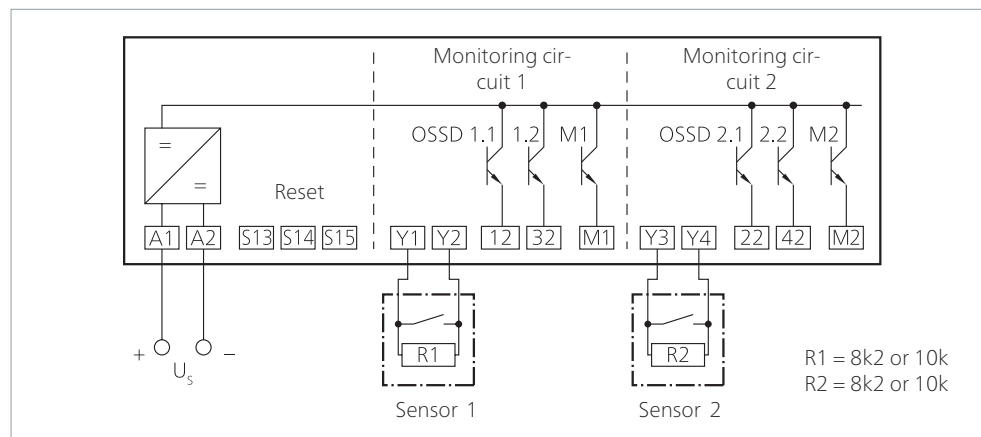 Monitoring cir-
cuit 1
Monitoring cir-
cuit 2
OSSD 1.1 1.2 M1
OSSD 2.1 2.2 M2
=
=
Reset
A1 A2 S13 S14 S15 Y1 Y2 12 32 M1 Y3 Y4 22 42 M2
+ US −
R1
R2
R1 = 8k2 or 10k
R2 = 8k2 or 10k
Sensor 1
Sensor 2